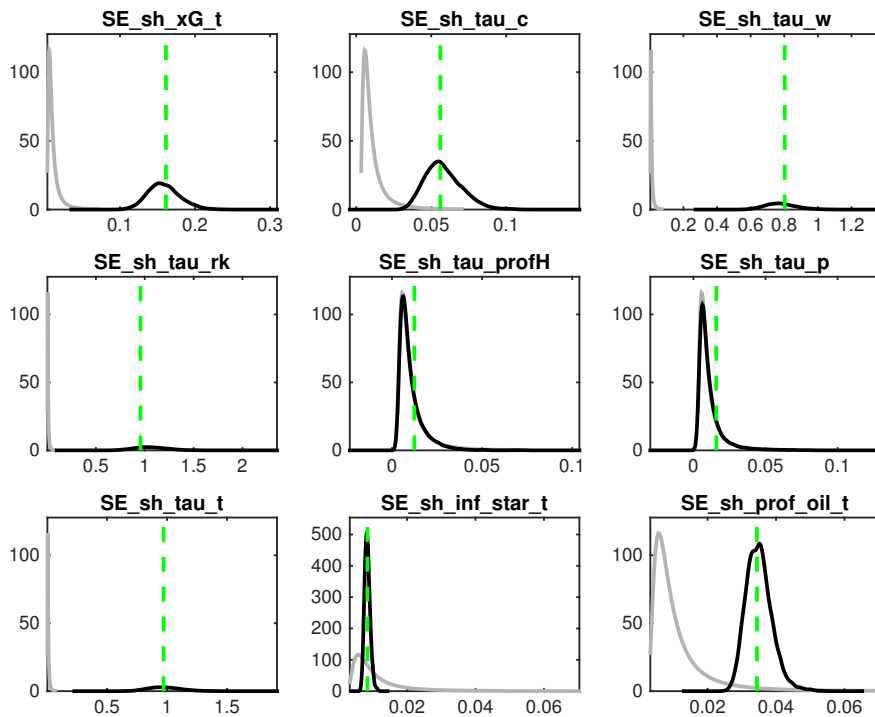 SE_sh_xG_t SE_sh_tau_c SE_sh_tau_w
100 100 100
50 50 50
0 0 0
0.1 0.2 0.3 0 0.05 0.1 0.2 0.4 0.6 0.8 1 1.2
SE_sh_tau_rk SE_sh_tau_profH SE_sh_tau_p
100 100 100
50 50 50
0 0 0
0.5 1 1.5 2 0 0.05 0.1 0 0.05 0.1
SE_sh_tau_t SE_sh_inf_star_t SE_sh_prof_oil_t
100 500 100
400
300
50 200 50
100
0 0 0
0.5 1 1.5 0.02 0.04 0.06 0.02 0.04 0.06